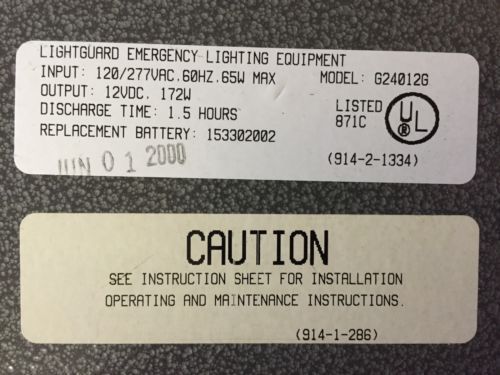 LIGHTGUARD EMERGENCY LIGHTING EQUIPMENT
INPUT: 120/277VAC.60HZ.65W MAX MODEL: G24012G
OUTPUT: 12VDC. 172W
DISCHARGE TIME: 1.5 HOURS LISTED UL ®
REPLACEMENT BATTERY: 153302002 871C
JUN 01 2000 (914-2-1334)
CAUTION
SEE INSTRUCTION SHEET FOR INSTALLATION
OPERATING AND MAINTENANCE INSTRUCTIONS.
(914-1-286)